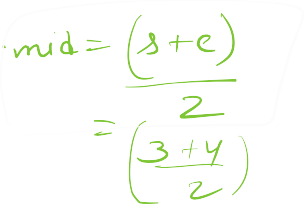 mid = (s+e)
2
= (3+4
2)